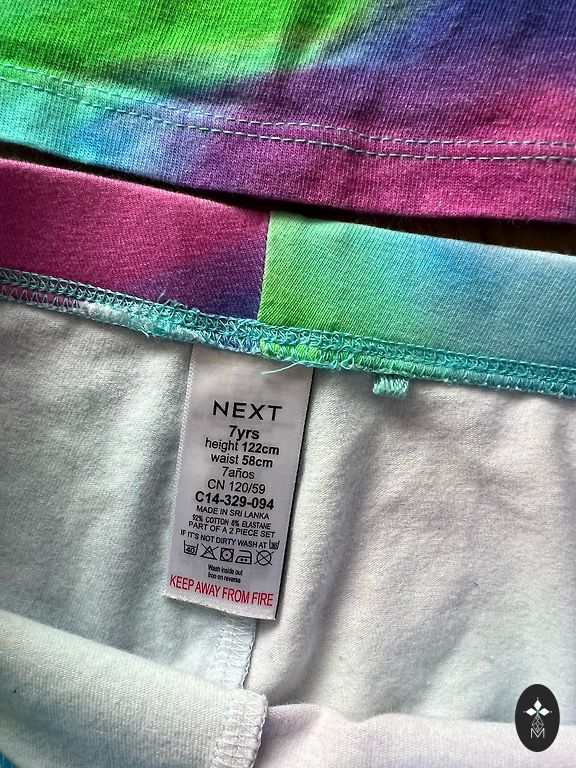 NEXT
7yrs
height 122cm
waist 58cm
7años
CN 120/59
C14-329-094
MADE IN SRI LANKA
92% COTTON 8% ELASTANE
PART OF A 2 PIECE SET
IF IT'S NOT DIRTY WASH AT 30
40
Wash inside out
Iron on reverse
KEEP AWAY FROM FIRE
M